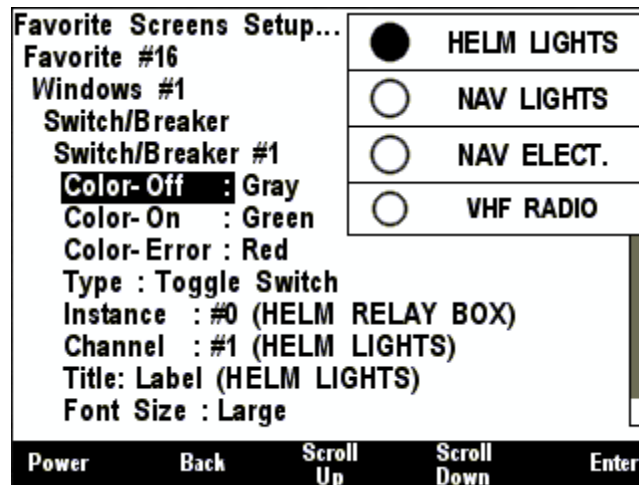 Favorite Screens Setup...
Favorite #16
Windows #1
Switch/Breaker
Switch/Breaker #1
Color-Off : Gray
Color-On : Green
Color-Error : Red
Type : Toggle Switch
Instance : #0 (HELM RELAY BOX)
Channel : #1 (HELM LIGHTS)
Title: Label (HELM LIGHTS)
Font Size : Large
HELM LIGHTS
NAV LIGHTS
NAV ELECT.
VHF RADIO
Power Back Scroll Up Scroll Down Enter